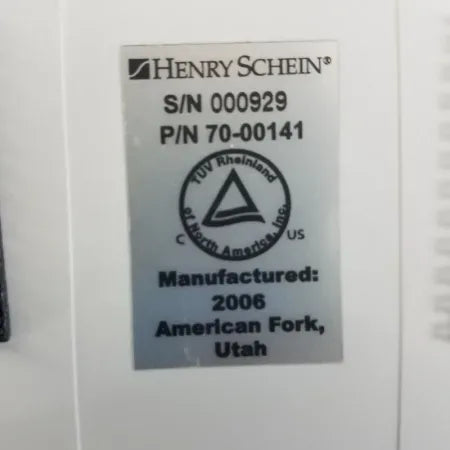 HENRY SCHEIN®
S/N 000929
P/N 70-00141
TÜV Rheinland
of North America, Inc.
C US
Manufactured:
2006
American Fork,
Utah